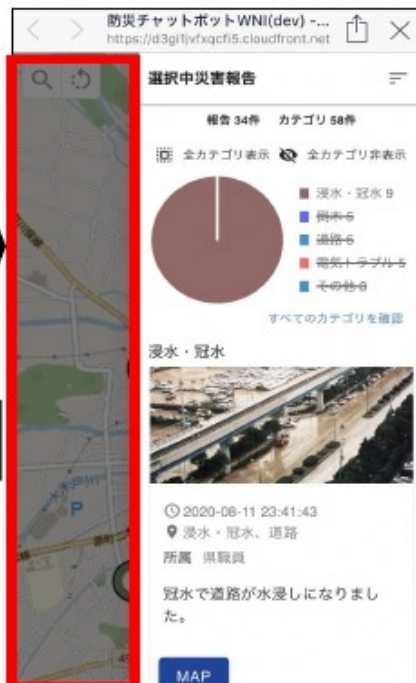 防災チャットボットWNI(dev) -...
https://d3gi1jvfxqcfi5.cloudfront.net
選択中災害報告
報告 34件 カテゴリ 58件
全カテゴリ表示 全カテゴリ非表示
浸水・冠水 9
倒木 6
道路 6
電気トラブル 5
その他 8
すべてのカテゴリを確認
浸水・冠水
2020-08-11 23:41:43
浸水・冠水、道路
所属 県職員
冠水で道路が水浸しになりまし
た。
MAP
P